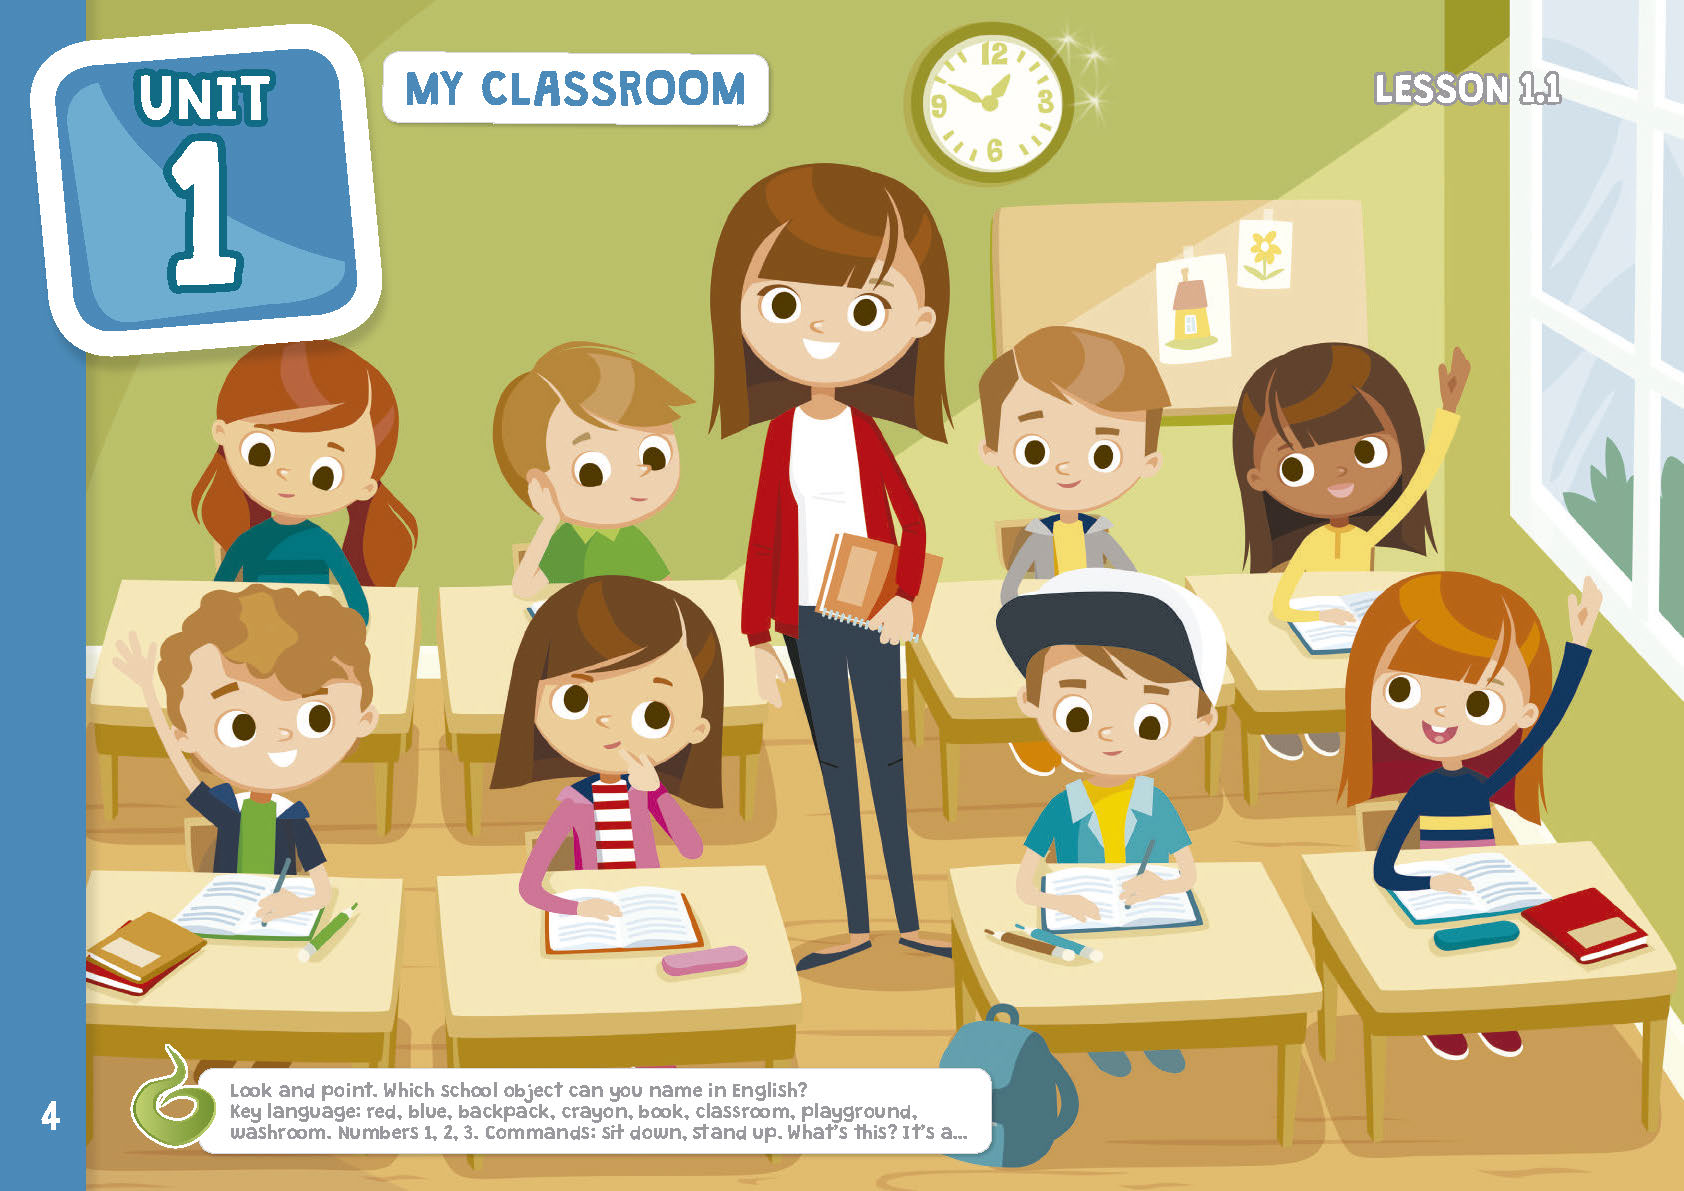 UNIT
1
MY CLASSROOM
LESSON 1.1
12
9
3
6
Look and point. Which school object can you name in English?
Key language: red, blue, backpack, crayon, book, classroom, playground,
washroom. Numbers 1, 2, 3. Commands: sit down, stand up. What's this? It's a...
4